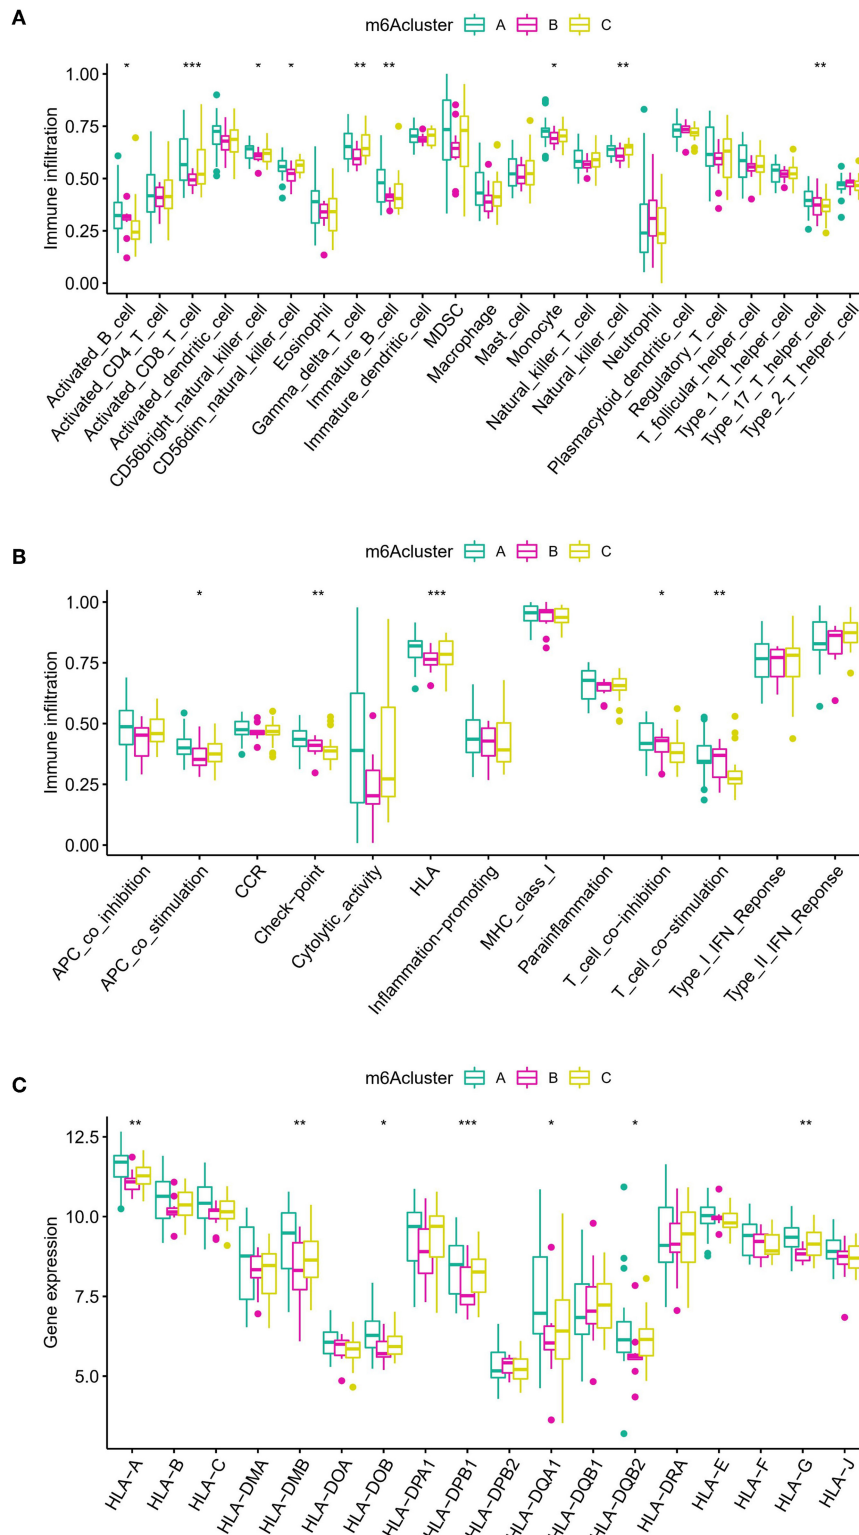 A
m6Acluster A B C
* *** * * ** ** * ** **
Immune infiltration
1.00
0.75
0.50
0.25
0.00
Activated_B_cell
Activated_CD4_T_cell
Activated_CD8_T_cell
Activated_dendritic_cell
CD56bright_natural_killer_cell
CD56dim_natural_killer_cell
Eosinophil
Gamma_delta_T_cell
Immature_B_cell
Immature_dendritic_cell
MDSC
Macrophage
Mast_cell
Monocyte
Natural_killer_T_cell
Natural_killer_cell
Neutrophil
Plasmacytoid_dendritic_cell
Regulatory_T_cell
T_follicular_helper_cell
Type_1_T_helper_cell
Type_17_T_helper_cell
Type_2_T_helper_cell
B
m6Acluster A B C
* ** *** * **
Immune infiltration
1.00
0.75
0.50
0.25
0.00
APC_co_inhibition
APC_co_stimulation
CCR
Check−point
Cytolytic_activity
HLA
Inflammation−promoting
MHC_class_I
Parainflammation
T_cell_co−inhibition
T_cell_co−stimulation
Type_I_IFN_Reponse
Type_II_IFN_Reponse
C
m6Acluster A B C
** ** * *** * * **
Gene expression
12.5
10.0
7.5
5.0
HLA−A
HLA−B
HLA−C
HLA−DMA
HLA−DMB
HLA−DOA
HLA−DOB
HLA−DPA1
HLA−DPB1
HLA−DPB2
HLA−DQA1
HLA−DQB1
HLA−DQB2
HLA−DRA
HLA−E
HLA−F
HLA−G
HLA−J